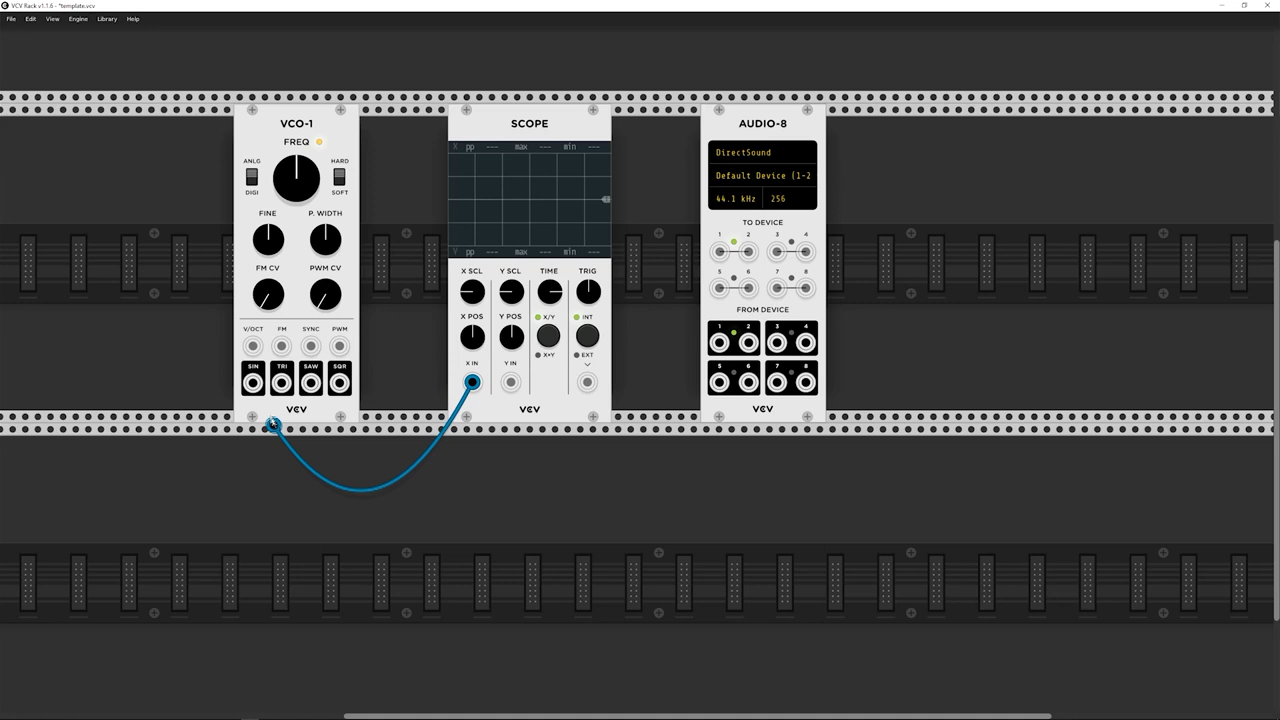 VCV Rack v1.1.6 - *template.vcv
File Edit View Engine Library Help
VCO-1
FREQ
ANLG HARD
DIGI SOFT
FINE P. WIDTH
FM CV PWM CV
V/OCT FM SYNC PWM
SIN TRI SAW SQR
VCV
SCOPE
X pp --- max --- min ---
Y pp --- max --- min ---
X SCL Y SCL TIME TRIG
X POS Y POS X/Y INT
X×Y EXT
X IN Y IN
VCV
AUDIO-8
DirectSound
Default Device (1-2
44.1 kHz 256
TO DEVICE
1 2 3 4
5 6 7 8
FROM DEVICE
1 2 3 4
5 6 7 8
VCV